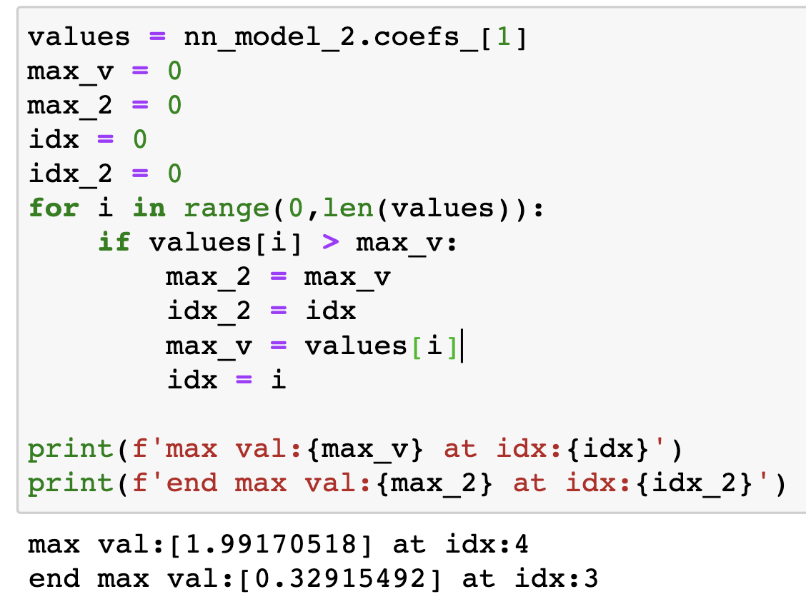 values = nn_model_2.coefs_[1]
max_v = 0
max_2 = 0
idx = 0
idx_2 = 0
for i in range(0,len(values)):
    if values[i] > max_v:
        max_2 = max_v
        idx_2 = idx
        max_v = values[i]
        idx = i
print(f'max val:{max_v} at idx:{idx}')
print(f'end max val:{max_2} at idx:{idx_2}')
max val:[1.99170518] at idx:4
end max val:[0.32915492] at idx:3